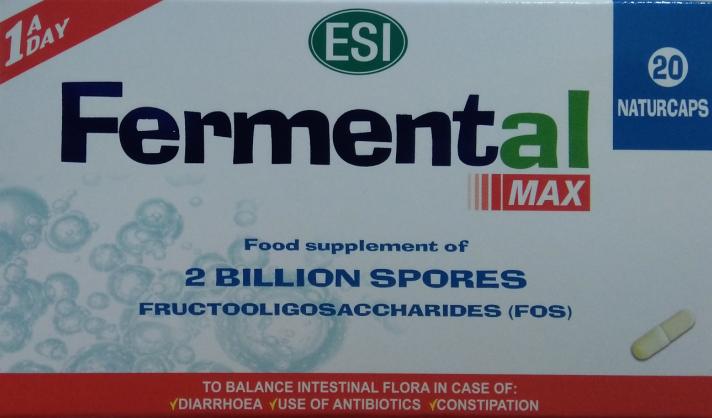 1 A DAY
ESI
20
NATURCAPS
Fermental
MAX
Food supplement of
2 BILLION SPORES
FRUCTOOLIGOSACCHARIDES (FOS)
TO BALANCE INTESTINAL FLORA IN CASE OF:
✓DIARRHOEA ✓USE OF ANTIBIOTICS ✓CONSTIPATION